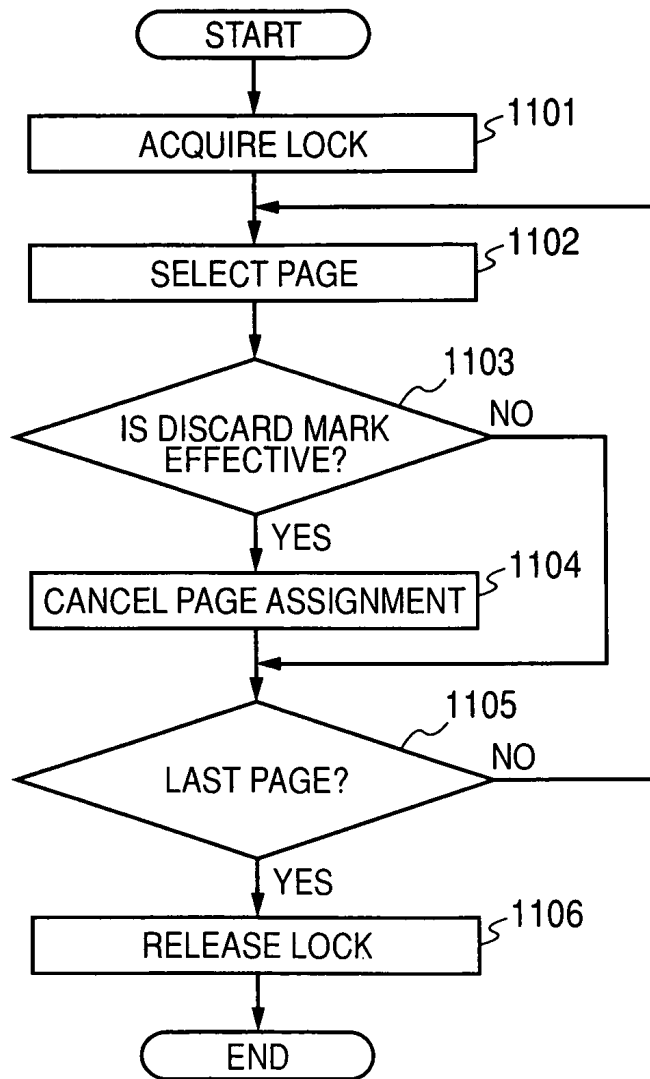 START
1101
ACQUIRE LOCK
1102
SELECT PAGE
1103
IS DISCARD MARK
EFFECTIVE?
NO
YES
1104
CANCEL PAGE ASSIGNMENT
1105
LAST PAGE?
NO
YES
1106
RELEASE LOCK
END